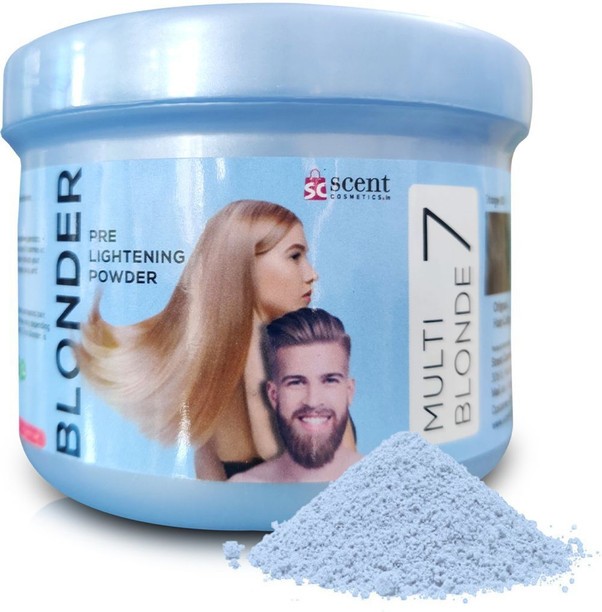 BLONDER
PRE
LIGHTENING
POWDER
SC scent
COSMETICS.in
MULTI
BLONDE 7